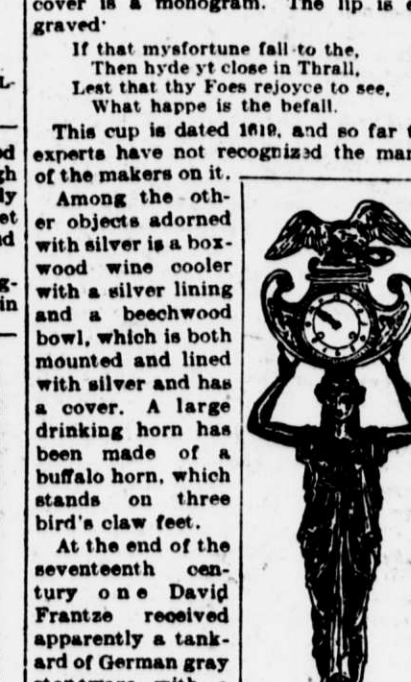 cover is a monogram. The lip is
graved
If that mysfortune fall to the,
Then hyde yt close in Thrall,
Lest that thy Foes rejoyce to see,
What happe is the befall.
This cup is dated 1619, and so far
experts have not recognized the
of the makers on it.
Among the oth-
er objects adorned
with silver is a box-
wood wine cooler
with a silver lining
and a beechwood
bowl, which is both
mounted and lined
with silver and has
a cover. A large
drinking horn has
been made of a
buffalo horn, which
stands on three
bird's claw feet.
At the end of the
seventeenth cen-
tury one David
Frantze received
apparently a tank-
ard of German gray